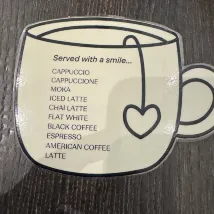 Served with a smile...
CAPPUCCIO
CAPPUCCIONE
MOKA
ICED LATTE
CHAI LATTE
FLAT WHITE
BLACK COFFEE
ESPRESSO
AMERICAN COFFEE
LATTE